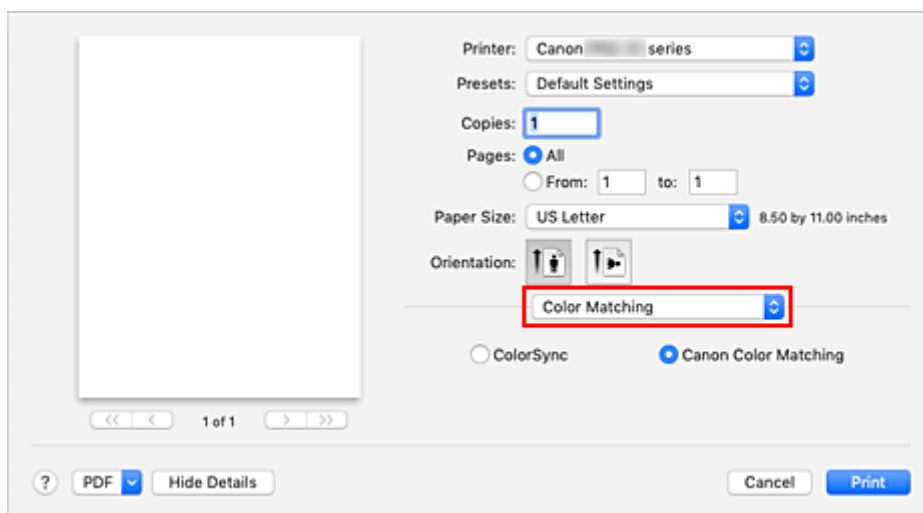 Printer: Canon series
Presets: Default Settings
Copies: 1
Pages: All
From: 1 to: 1
Paper Size: US Letter 8.50 by 11.00 inches
Orientation:
Color Matching
ColorSync Canon Color Matching
<< < 1 of 1 > >>
? PDF Hide Details Cancel Print